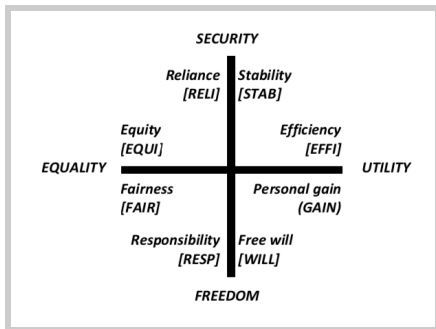 SECURITY
Reliance Stability
[RELI] [STAB]
Equity Efficiency
[EQUI] [EFFI]
EQUALITY UTILITY
Fairness Personal gain
[FAIR] (GAIN)
Responsibility Free will
[RESP] [WILL]
FREEDOM